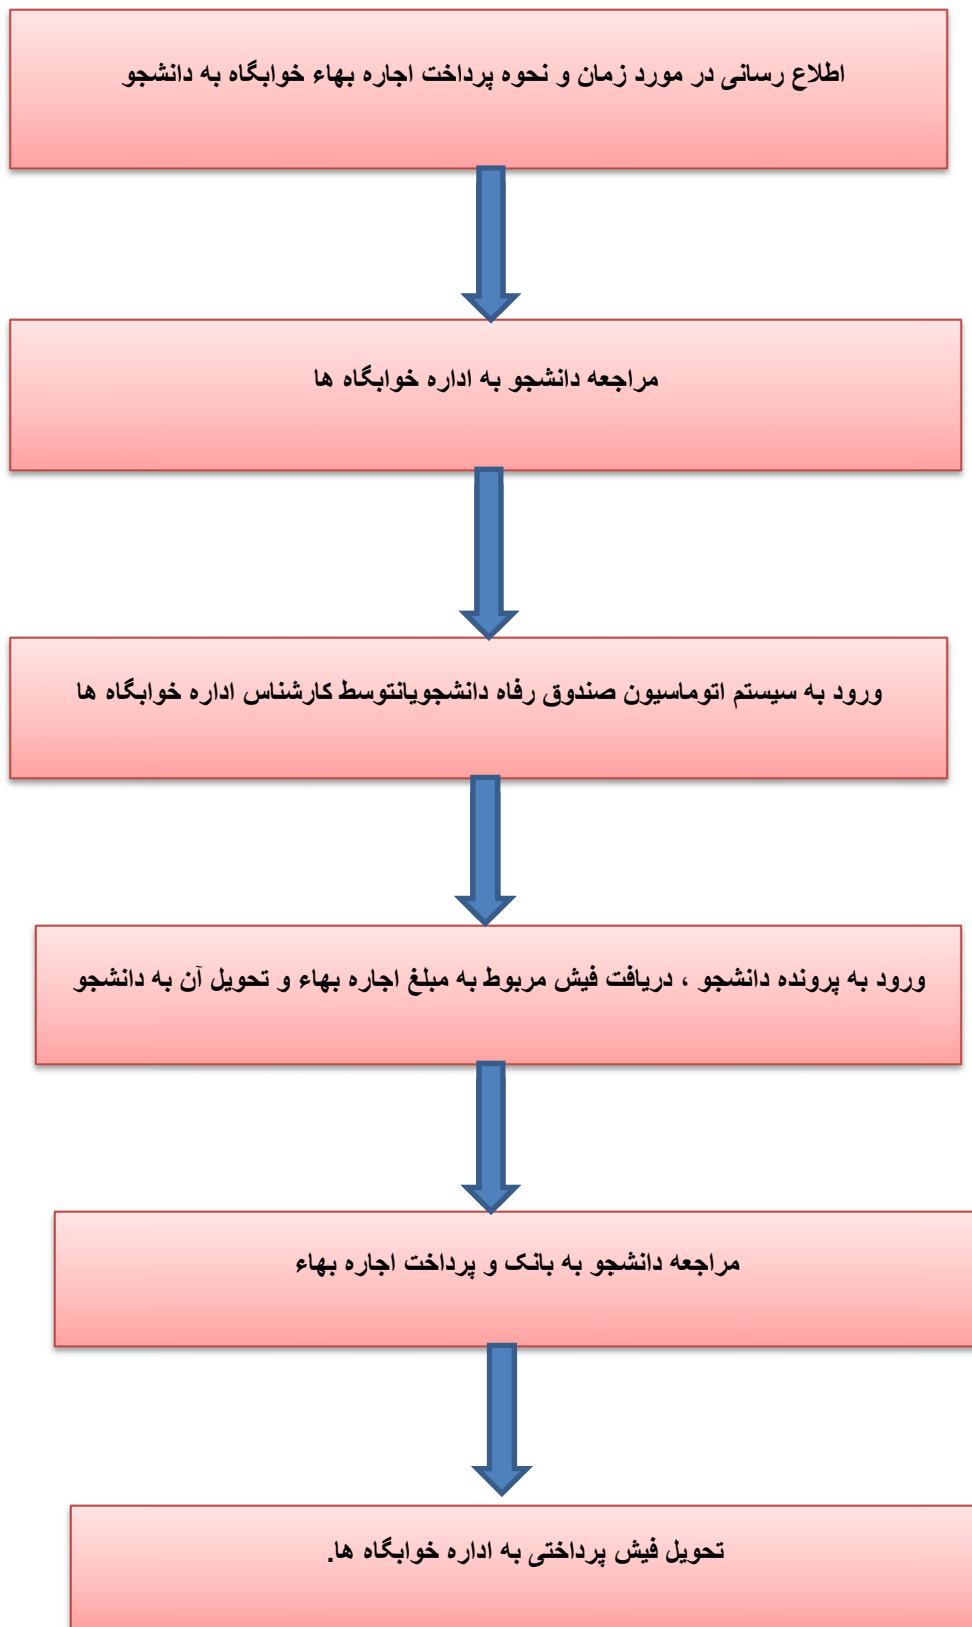 اطلاع رسانی در مورد زمان و نحوه پرداخت اجاره بهاء خوابگاه به دانشجو
مراجعه دانشجو به اداره خوابگاه ها
ورود به سیستم اتوماسیون صندوق رفاه دانشجویانتوسط کارشناس اداره خوابگاه ها
ورود به پرونده دانشجو ، دریافت فیش مربوط به مبلغ اجاره بهاء و تحویل آن به دانشجو
مراجعه دانشجو به بانک و پرداخت اجاره بهاء
تحویل فیش پرداختی به اداره خوابگاه ها.